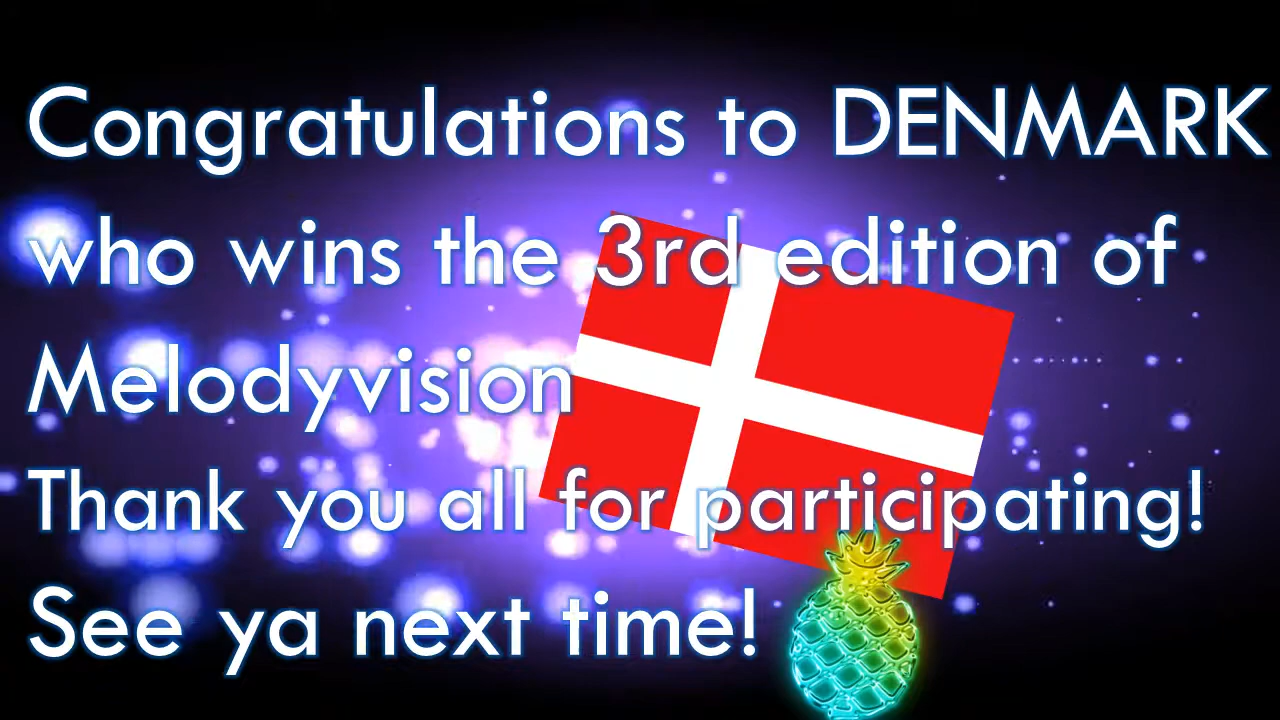 Congratulations to DENMARK
who wins the 3rd edition of
Melodyvision
Thank you all for participating!
See ya next time!